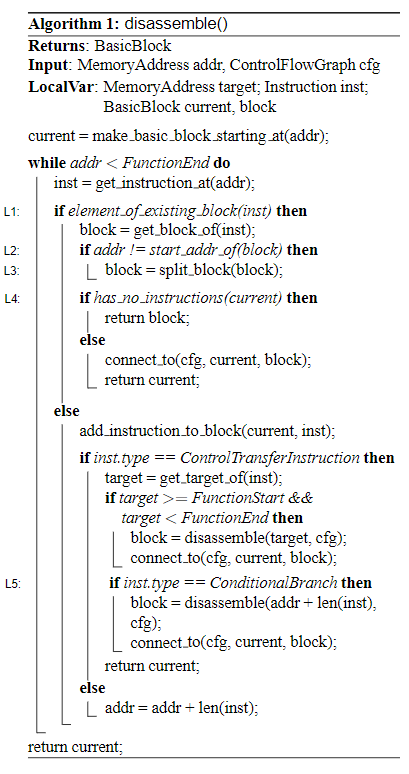 Algorithm 1: disassemble()
Returns: BasicBlock
Input: MemoryAddress addr, ControlFlowGraph cfg
LocalVar: MemoryAddress target; Instruction inst;
BasicBlock current, block
current = make_basic_block_starting_at(addr);
while addr < FunctionEnd do
inst = get_instruction_at(addr);
L1: if element_of_existing_block(inst) then
block = get_block_of(inst);
L2: if addr != start_addr_of(block) then
L3: block = split_block(block);
L4: if has_no_instructions(current) then
return block;
else
connect_to(cfg, current, block);
return current;
else
add_instruction_to_block(current, inst);
if inst.type == ControlTransferInstruction then
target = get_target_of(inst);
if target >= FunctionStart &&
target < FunctionEnd then
block = disassemble(target, cfg);
connect_to(cfg, current, block);
L5: if inst.type == ConditionalBranch then
block = disassemble(addr + len(inst),
cfg);
connect_to(cfg, current, block);
return current;
else
addr = addr + len(inst);
return current;